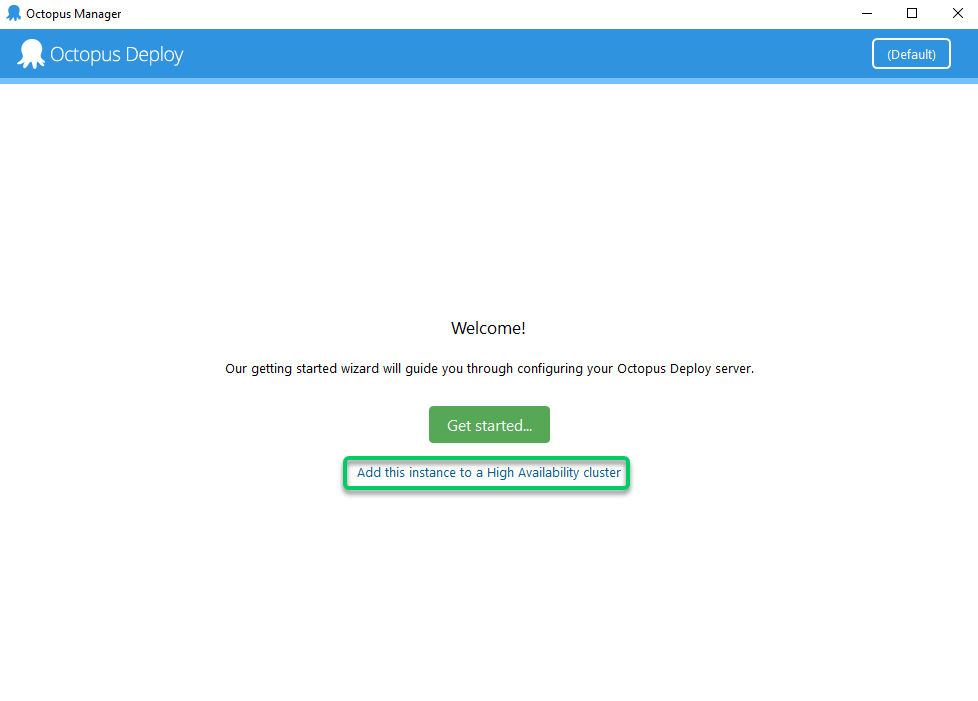 Octopus Manager
Octopus Deploy
(Default)
Welcome!
Our getting started wizard will guide you through configuring your Octopus Deploy server.
Get started...
Add this instance to a High Availability cluster